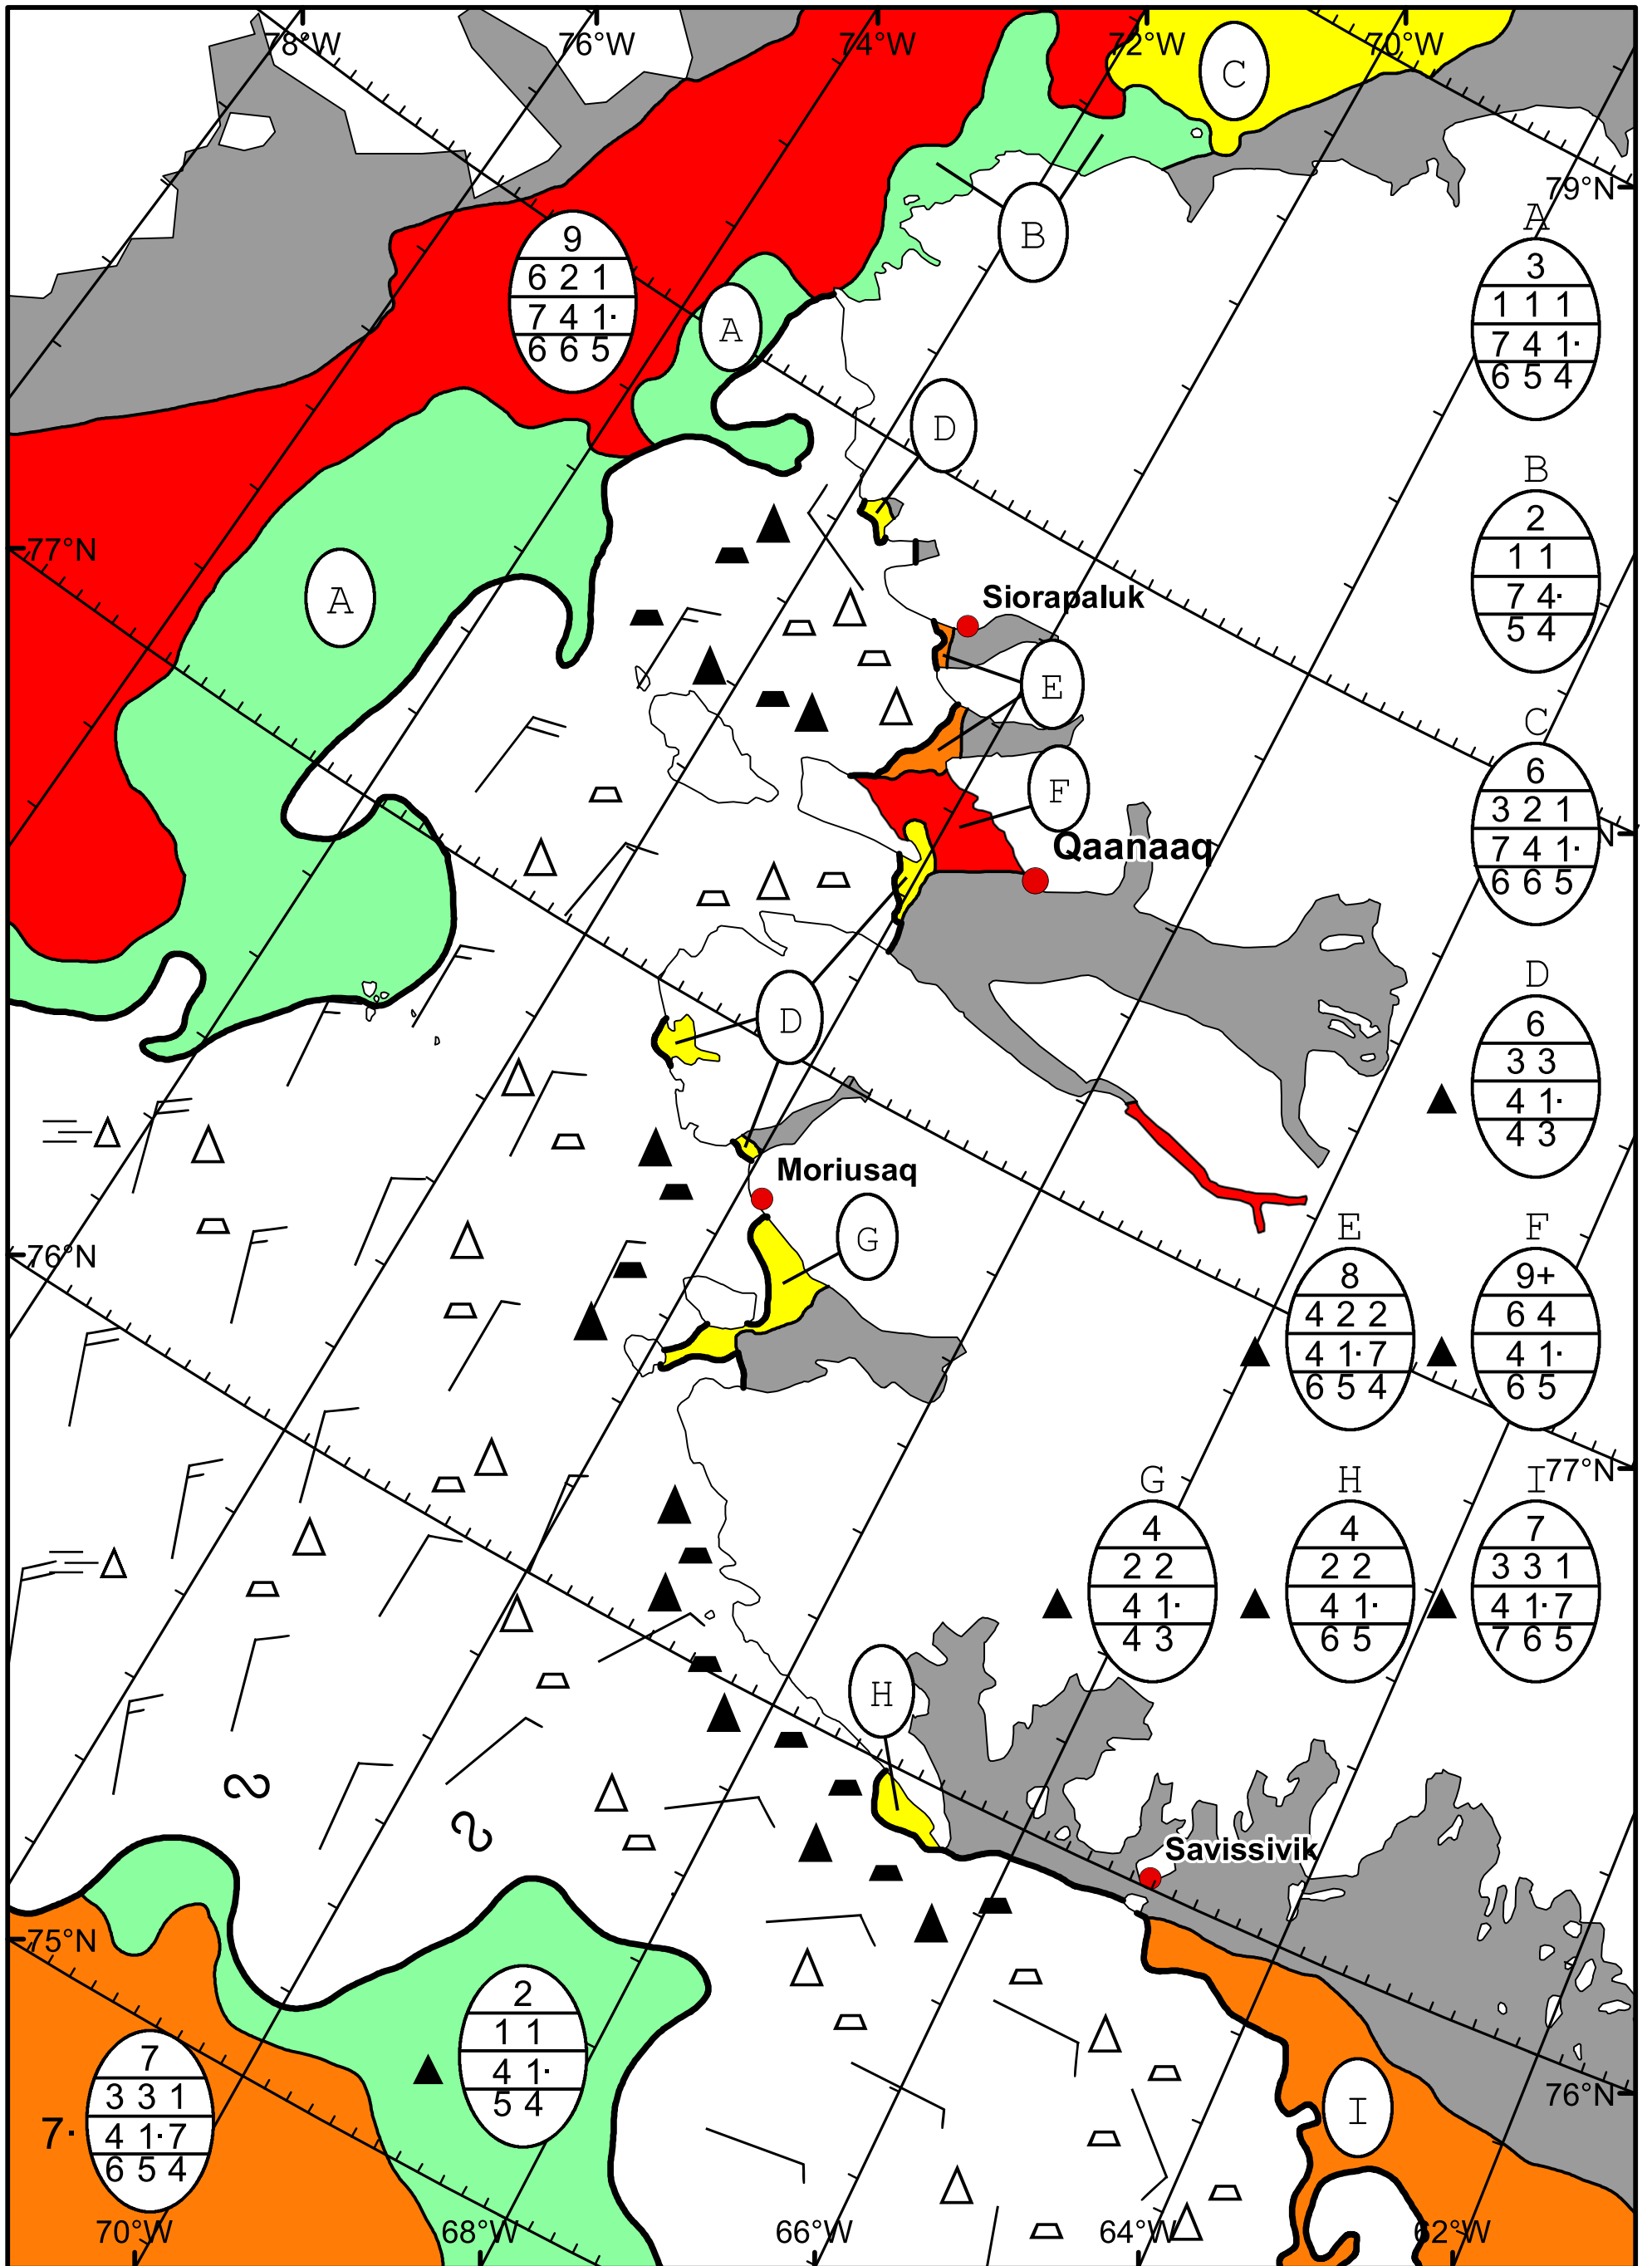 78°W
76°W
74°W
72°W
70°W
C
79°N
A
B
9
6 2 1
7 4 1·
6 6 5
A
3
1 1 1
7 4 1·
6 5 4
D
B
2
1 1
7 4·
5 4
77°N
A
Siorapaluk
E
C
6
3 2 1
7 4 1·
6 6 5
F
N
Qaanaaq
D
D
6
3 3
4 1·
4 3
Moriusaq
G
76°N
E
8
4 2 2
4 1·7
6 5 4
F
9+
6 4
4 1·
6 5
77°N
G
4
2 2
4 1·
4 3
H
4
2 2
4 1·
6 5
I
7
3 3 1
4 1·7
7 6 5
H
Savissivik
75°N
2
1 1
4 1·
5 4
7
3 3 1
7·
4 1·7
6 5 4
76°N
I
70°W
68°W
66°W
64°W
62°W